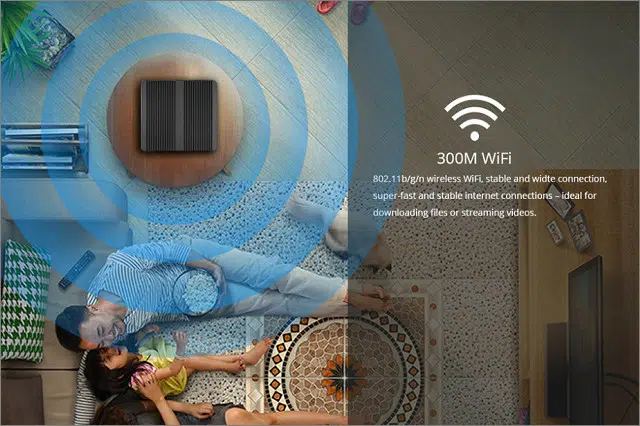 300M WiFi
802.11b/g/n wireless WiFi, stable and widte connection,
super-fast and stable internet connections – ideal for
downloading files or streaming videos.